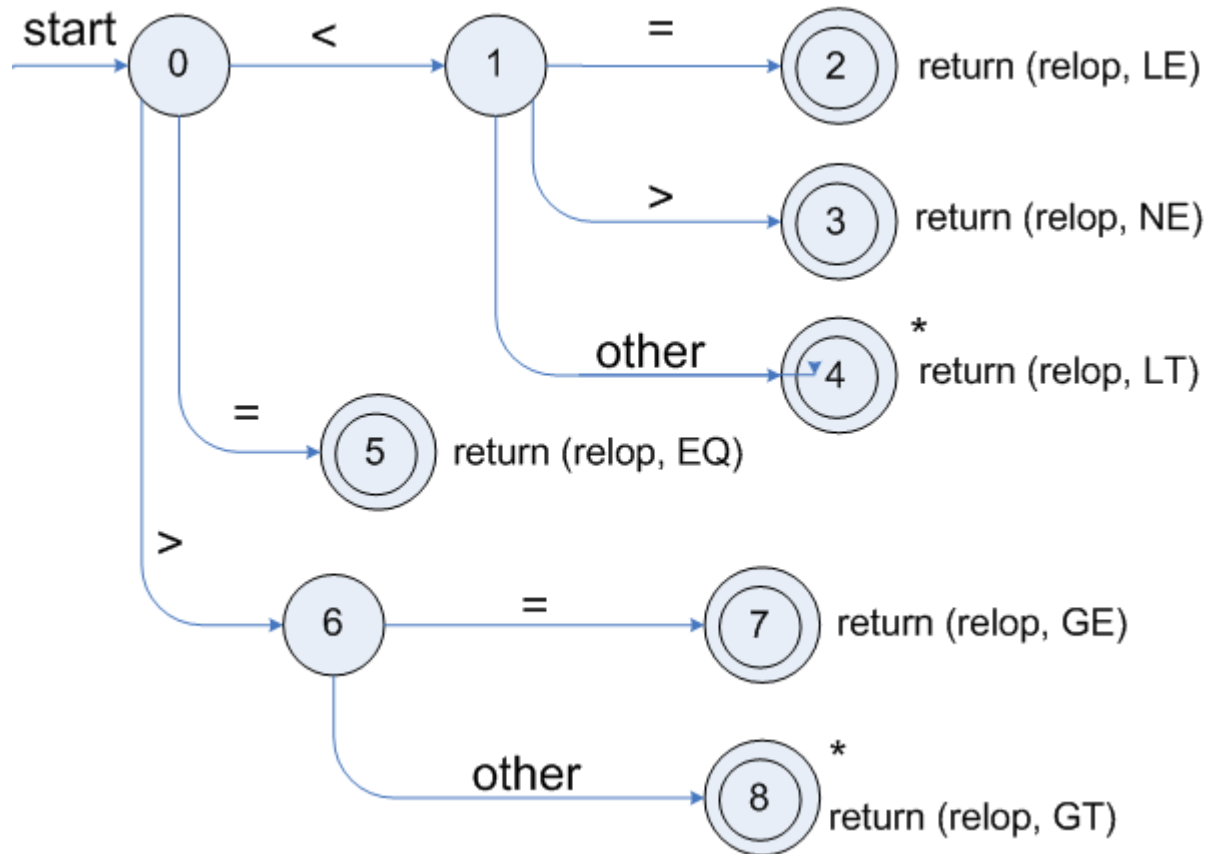 start
0
<
1
=
2
return (relop, LE)
>
3
return (relop, NE)
other
4
*
return (relop, LT)
=
5
return (relop, EQ)
>
6
=
7
return (relop, GE)
other
8
*
return (relop, GT)